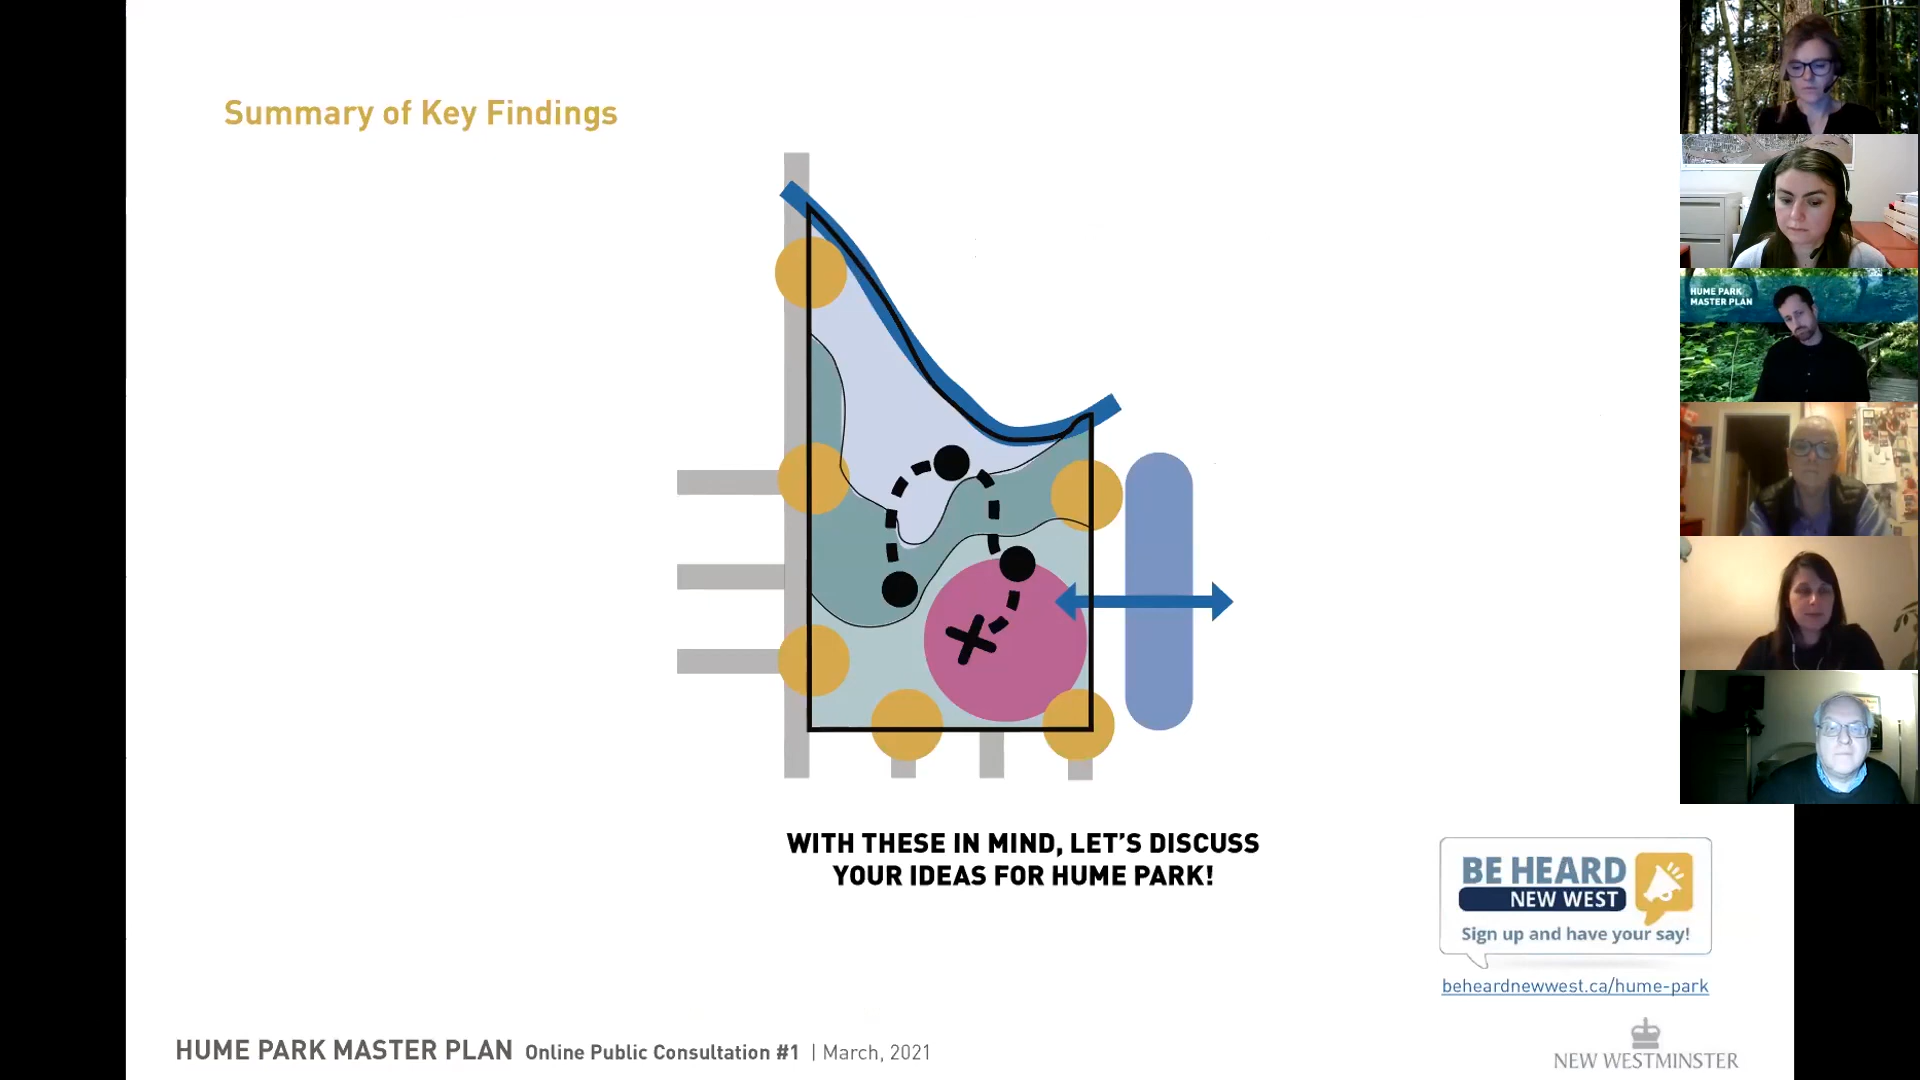 Summary of Key Findings
HUME PARK
MASTER PLAN
WITH THESE IN MIND, LET'S DISCUSS
YOUR IDEAS FOR HUME PARK!
BE HEARD
NEW WEST
Sign up and have your say!
beheardnewwest.ca/hume-park
HUME PARK MASTER PLAN Online Public Consultation #1 | March, 2021
NEW WESTMINSTER